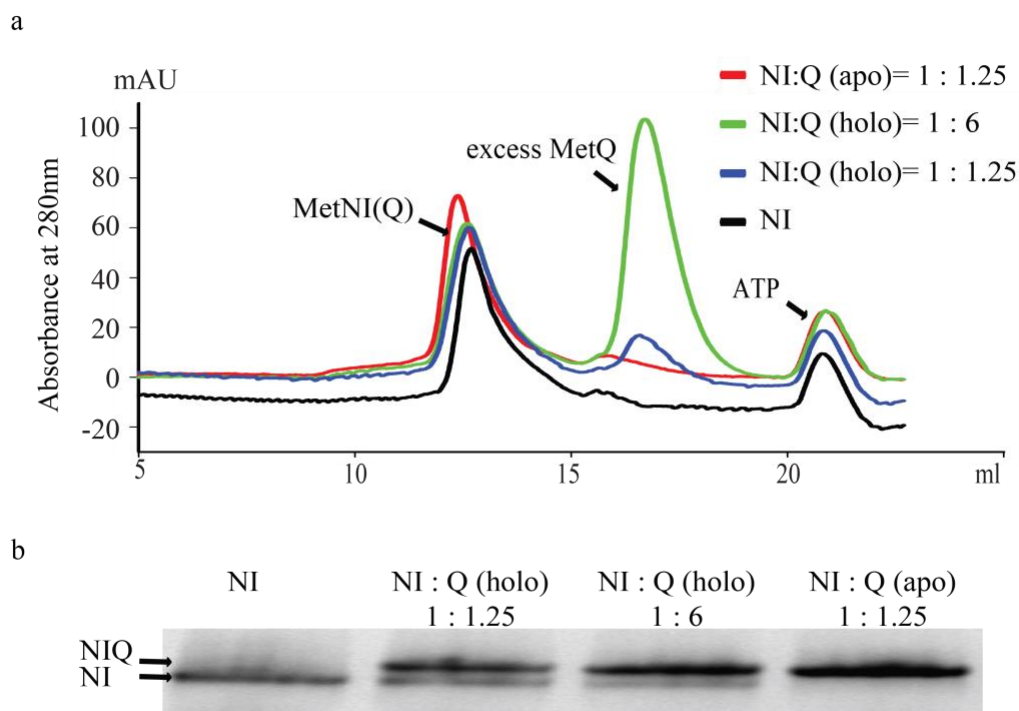 a
mAU
Absorbance at 280nm
100
80
60
40
20
0
-20
5
10
15
20
ml
MetNI(Q)
excess MetQ
ATP
NI:Q (apo)= 1 : 1.25
NI:Q (holo)= 1 : 6
NI:Q (holo)= 1 : 1.25
NI
b
NI
NI : Q (holo)
1 : 1.25
NI : Q (holo)
1 : 6
NI : Q (apo)
1 : 1.25
NIQ
NI